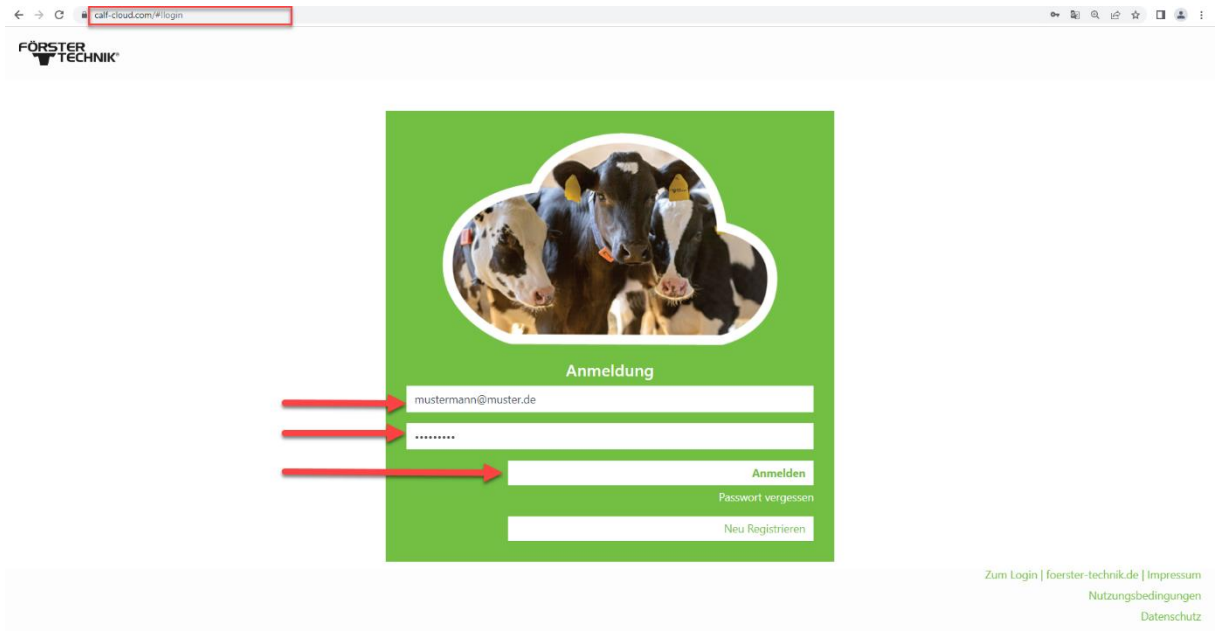 calf-cloud.com/#!login
FÖRSTER
TECHNIK®
Anmeldung
mustermann@muster.de
•••••••••
Anmelden
Passwort vergessen
Neu Registrieren
Zum Login | foerster-technik.de | Impressum
Nutzungsbedingungen
Datenschutz